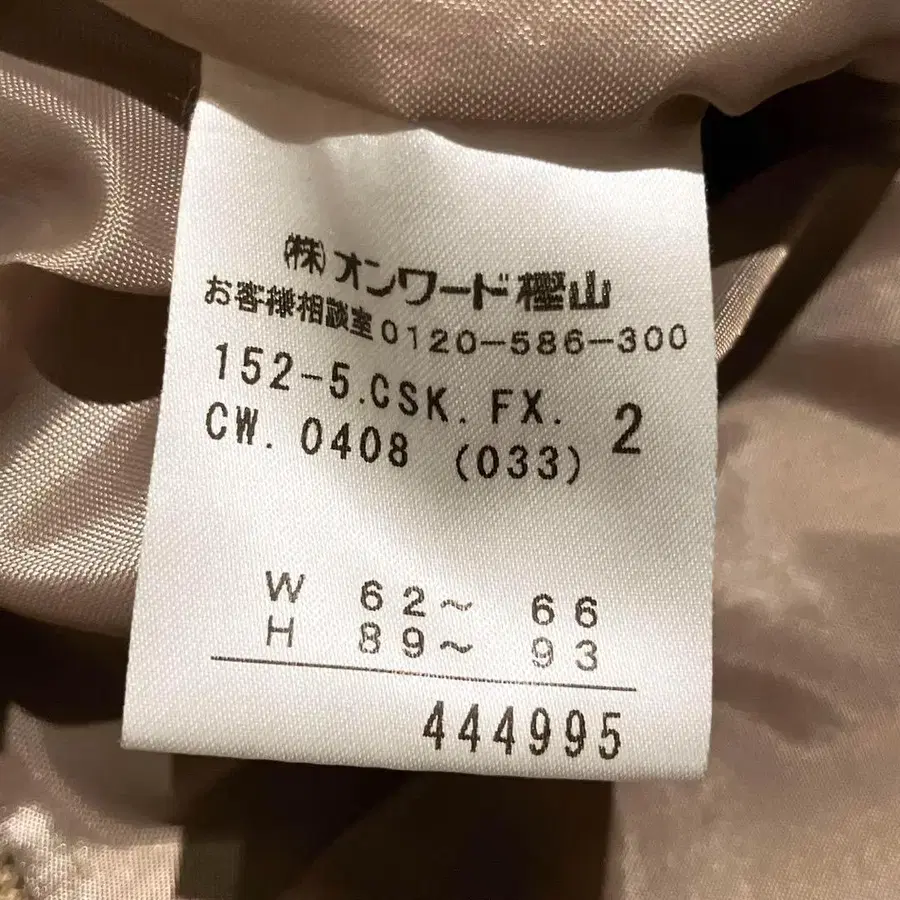 (株)オンワード樫山
お客様相談室0120-586-300
152-5.CSK.FX. 2
CW.0408 (033)
W 62~ 66
H 89~ 93
444995